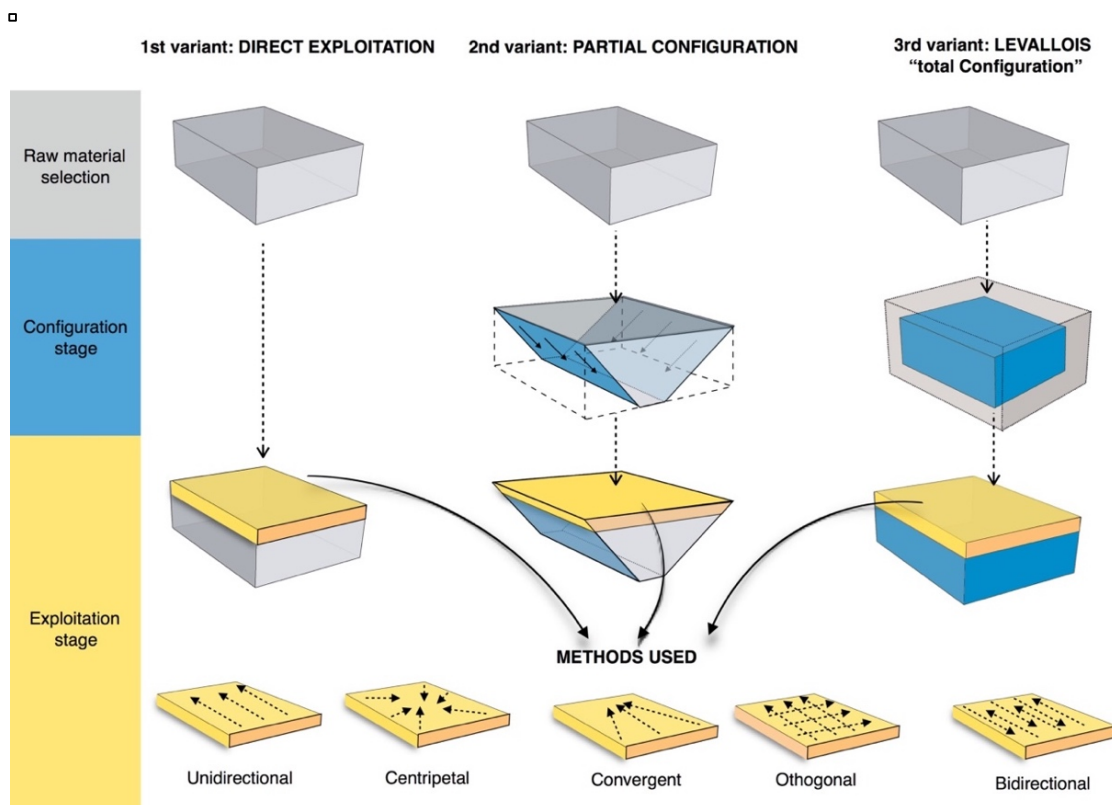 1st variant: DIRECT EXPLOITATION
2nd variant: PARTIAL CONFIGURATION
3rd variant: LEVALLOIS
“total Configuration”
Raw material
selection
Configuration
stage
Exploitation
stage
METHODS USED
Unidirectional
Centripetal
Convergent
Othogonal
Bidirectional